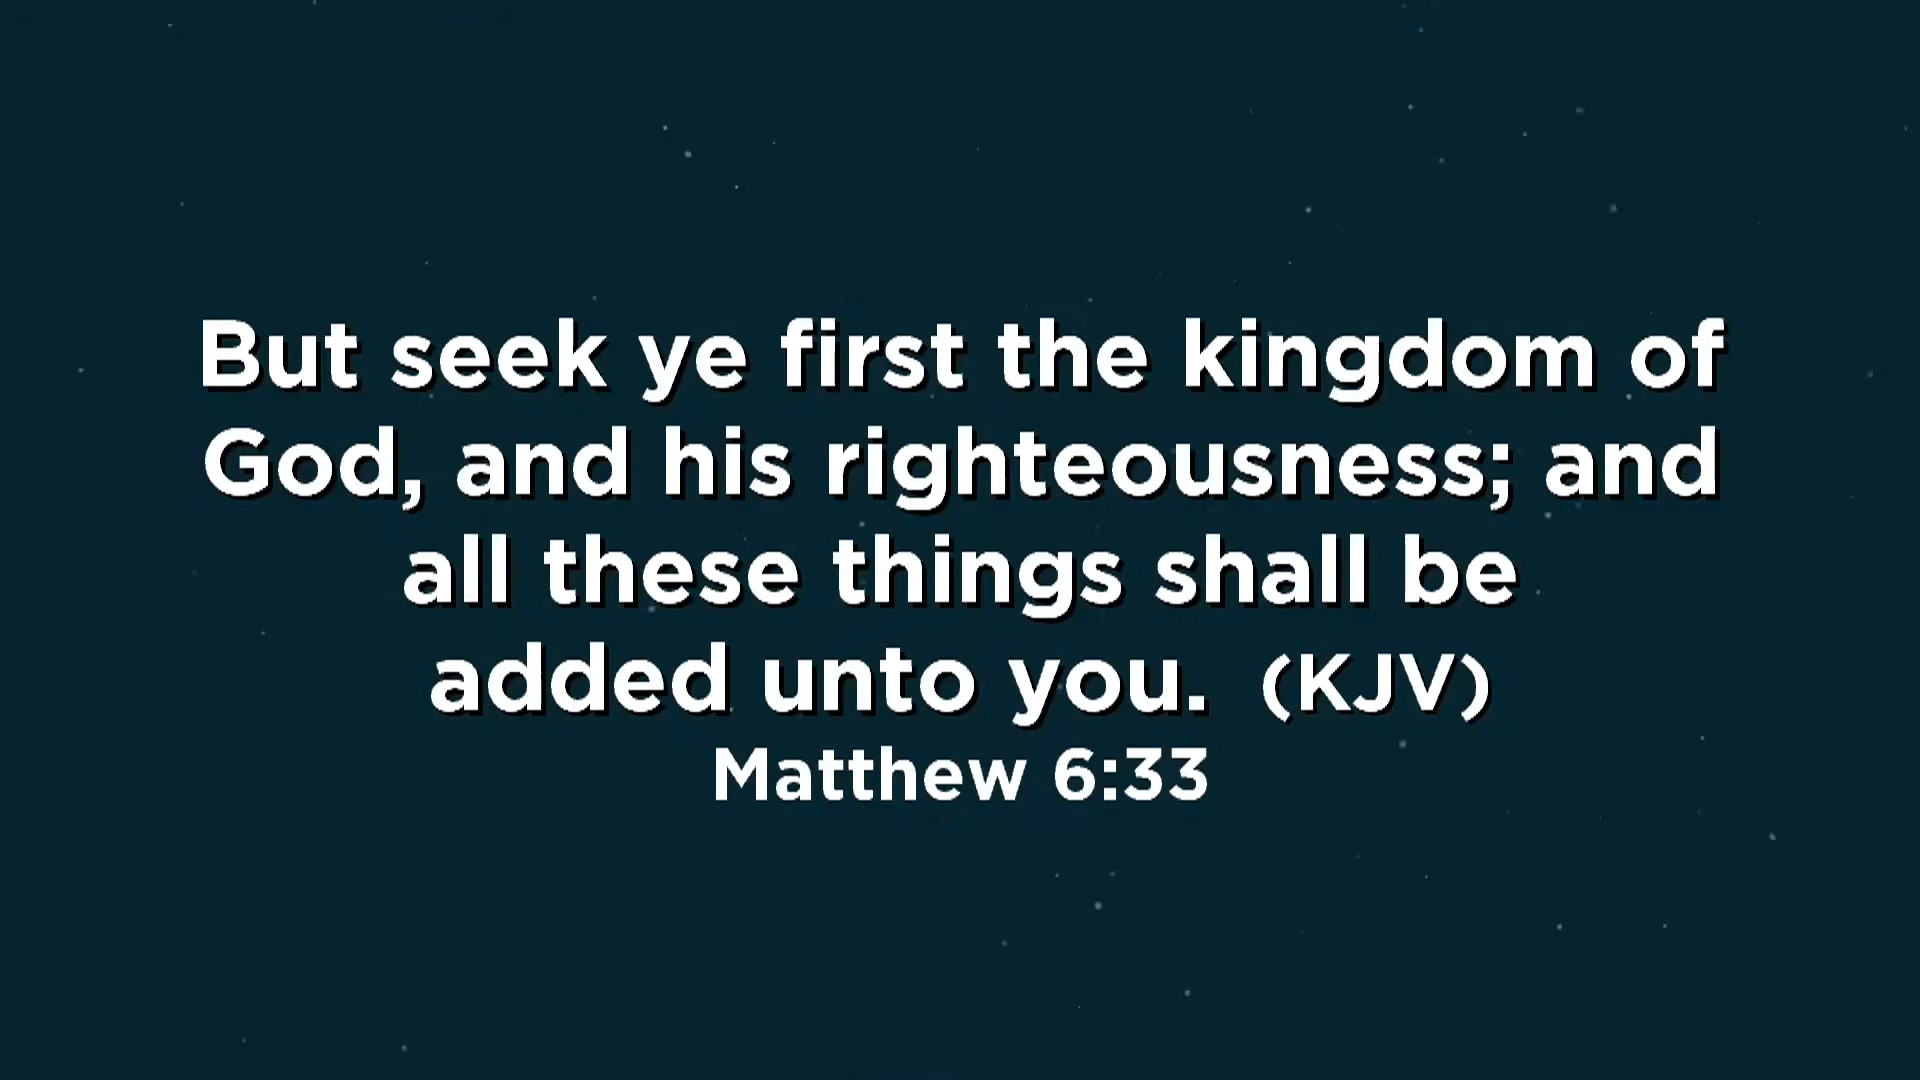 But seek ye first the kingdom of
God, and his righteousness; and
all these things shall be
added unto you. (KJV)
Matthew 6:33